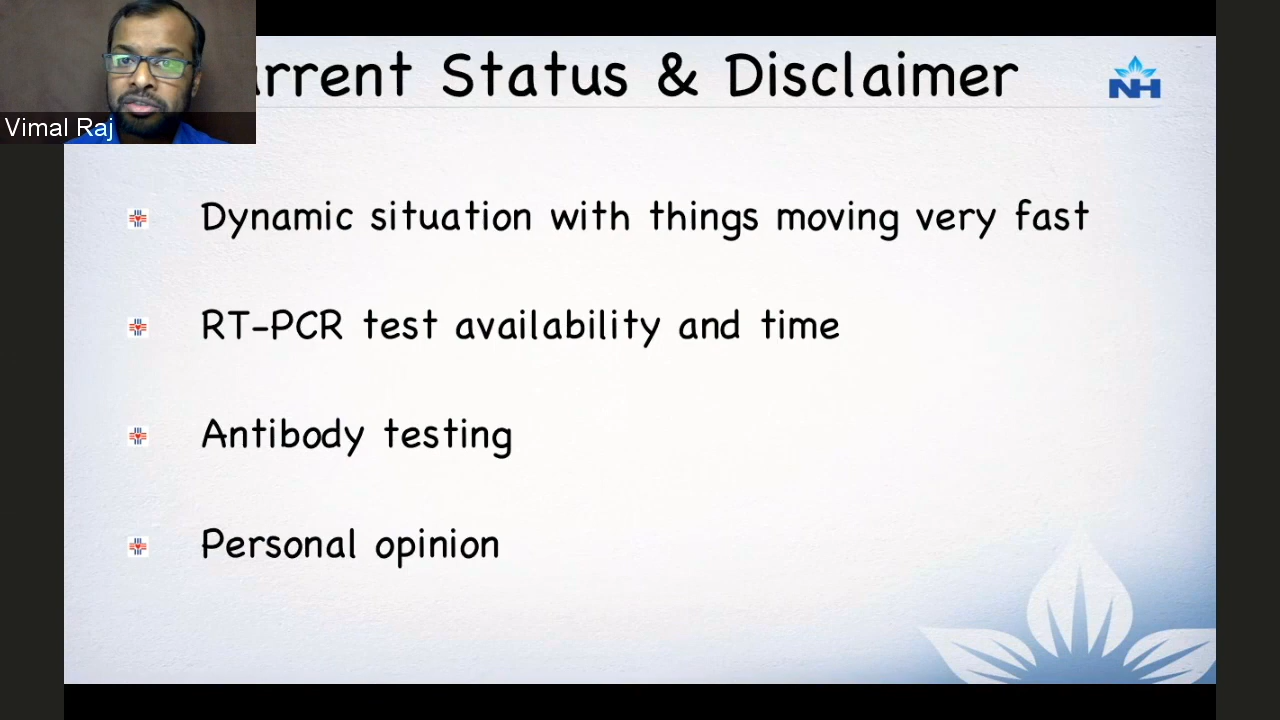 urrent Status & Disclaimer
NH
Vimal Raj
Dynamic situation with things moving very fast
RT-PCR test availability and time
Antibody testing
Personal opinion